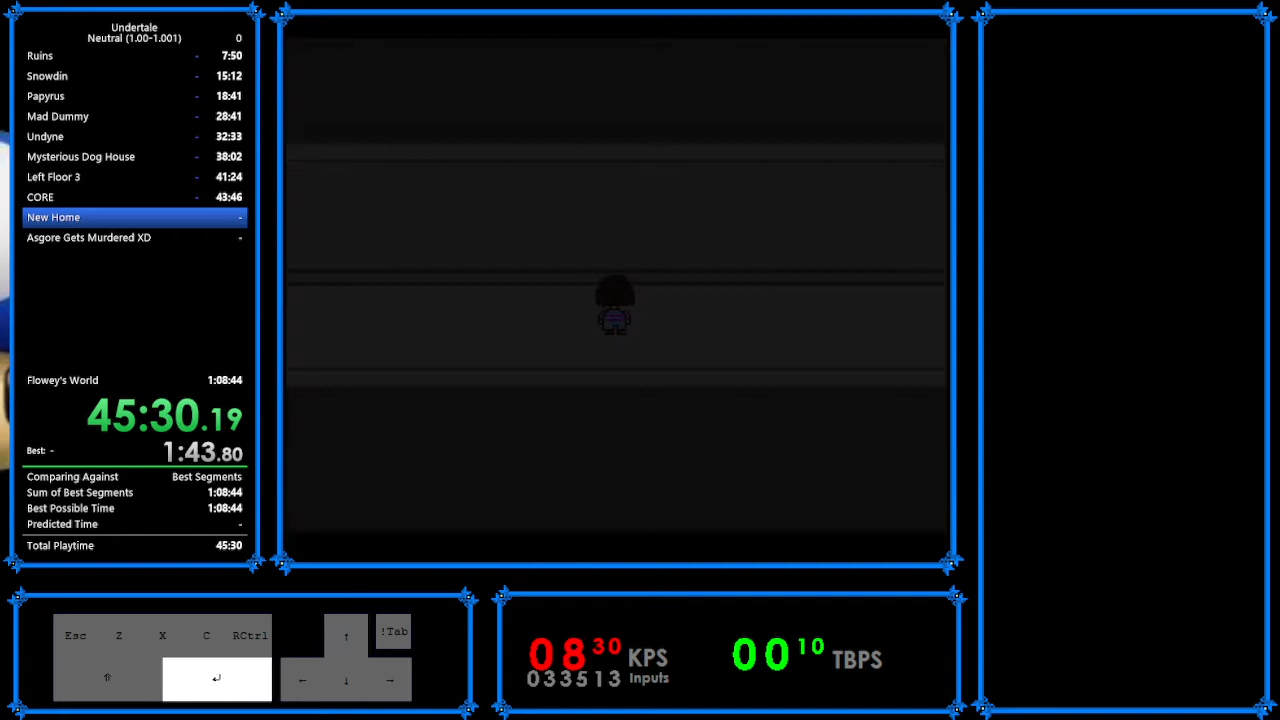 Undertale
Neutral (1.00-1.001) 0
Ruins - 7:50
Snowdin - 15:12
Papyrus - 18:41
Mad Dummy - 28:41
Undyne - 32:33
Mysterious Dog House - 38:02
Left Floor 3 - 41:24
CORE - 43:46
New Home -
Asgore Gets Murdered XD -
Flowey's World 1:08:44
45:30.19
Best: - 1:43.80
Comparing Against Best Segments
Sum of Best Segments 1:08:44
Best Possible Time 1:08:44
Predicted Time -
Total Playtime 45:30
Esc Z X C RCtrl ↑ !Tab
⇧ ↵ ← ↓ →
08 30 KPS 00 10 TBPS
033513 Inputs